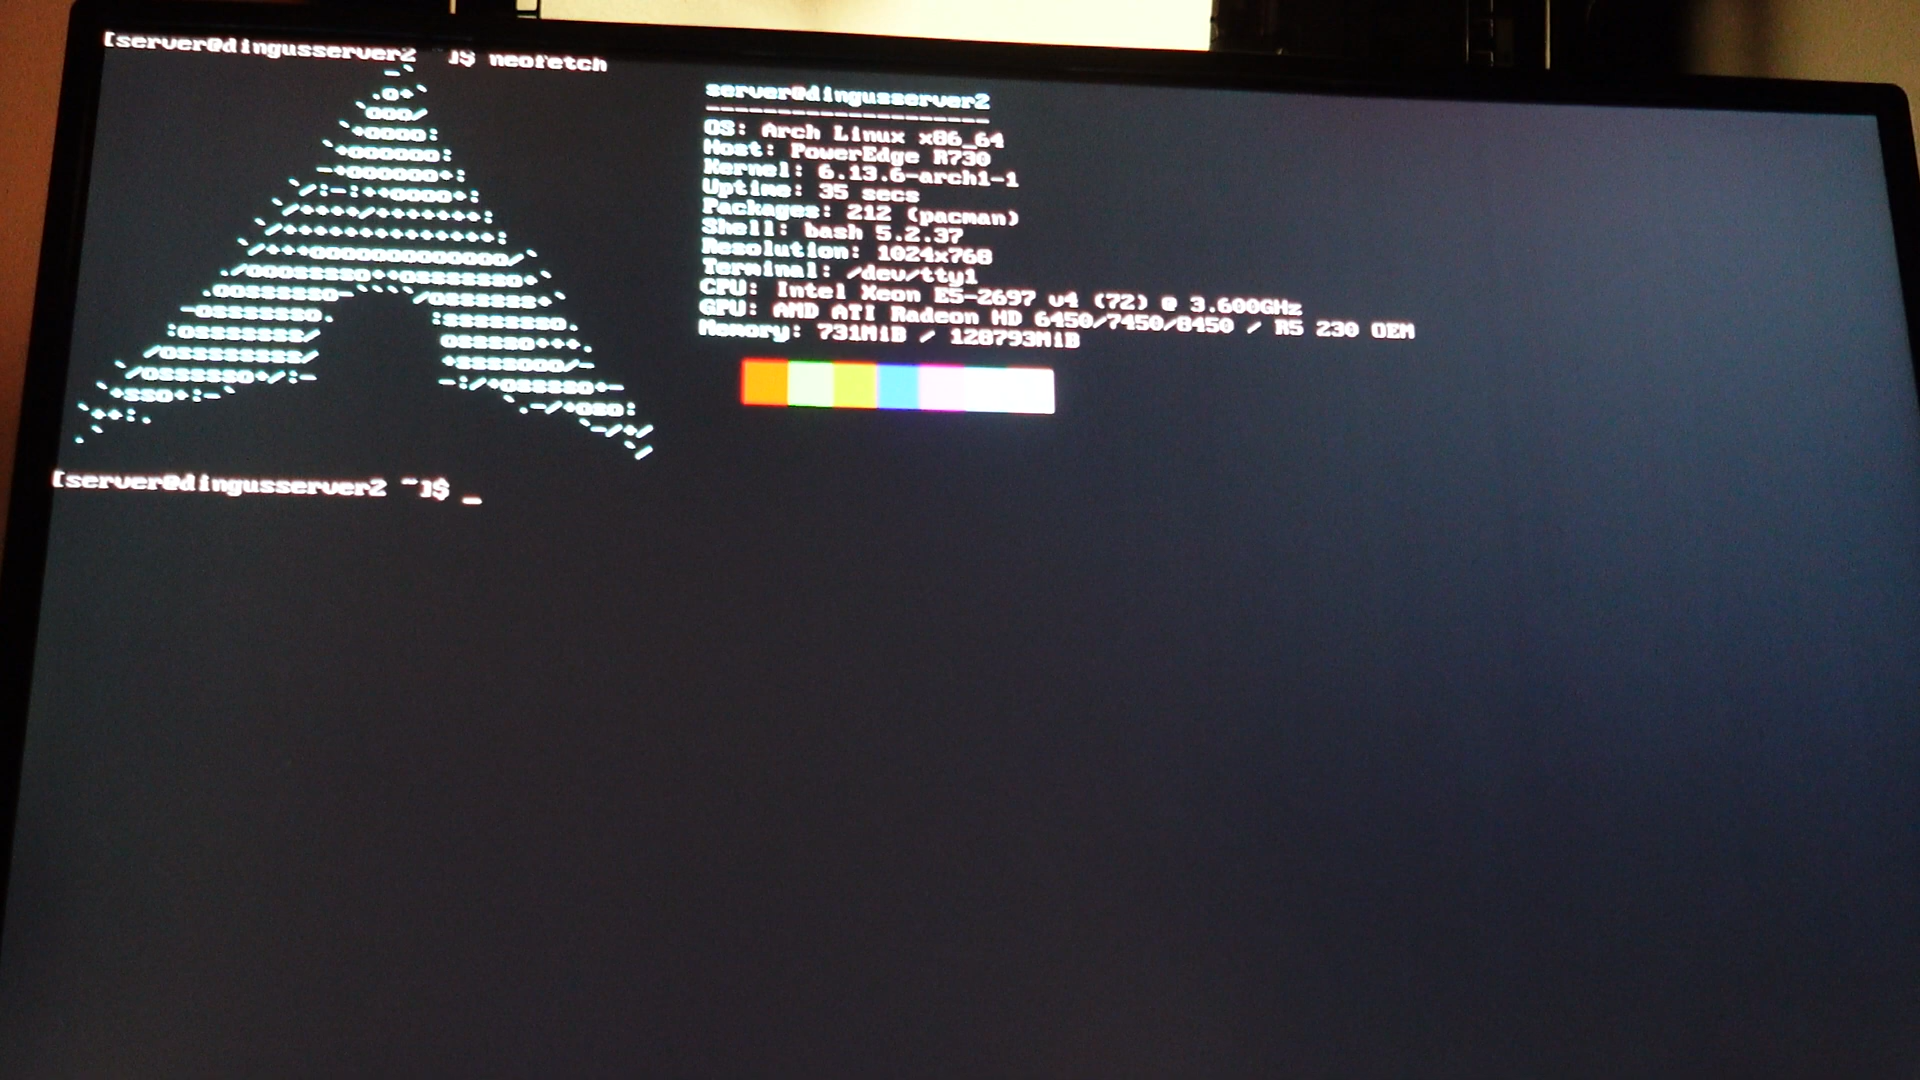 [server@dingusserver2 ~]$ neofetch
server@dingusserver2
--------------------
OS: Arch Linux x86_64
Host: PowerEdge R730
Kernel: 6.13.6-arch1-1
Uptime: 35 secs
Packages: 212 (pacman)
Shell: bash 5.2.37
Resolution: 1024x768
Terminal: /dev/tty1
CPU: Intel Xeon E5-2697 v4 (72) @ 3.600GHz
GPU: AMD ATI Radeon HD 6450/7450/8450 / R5 230 OEM
Memory: 731MiB / 128793MiB
[server@dingusserver2 ~]$ _